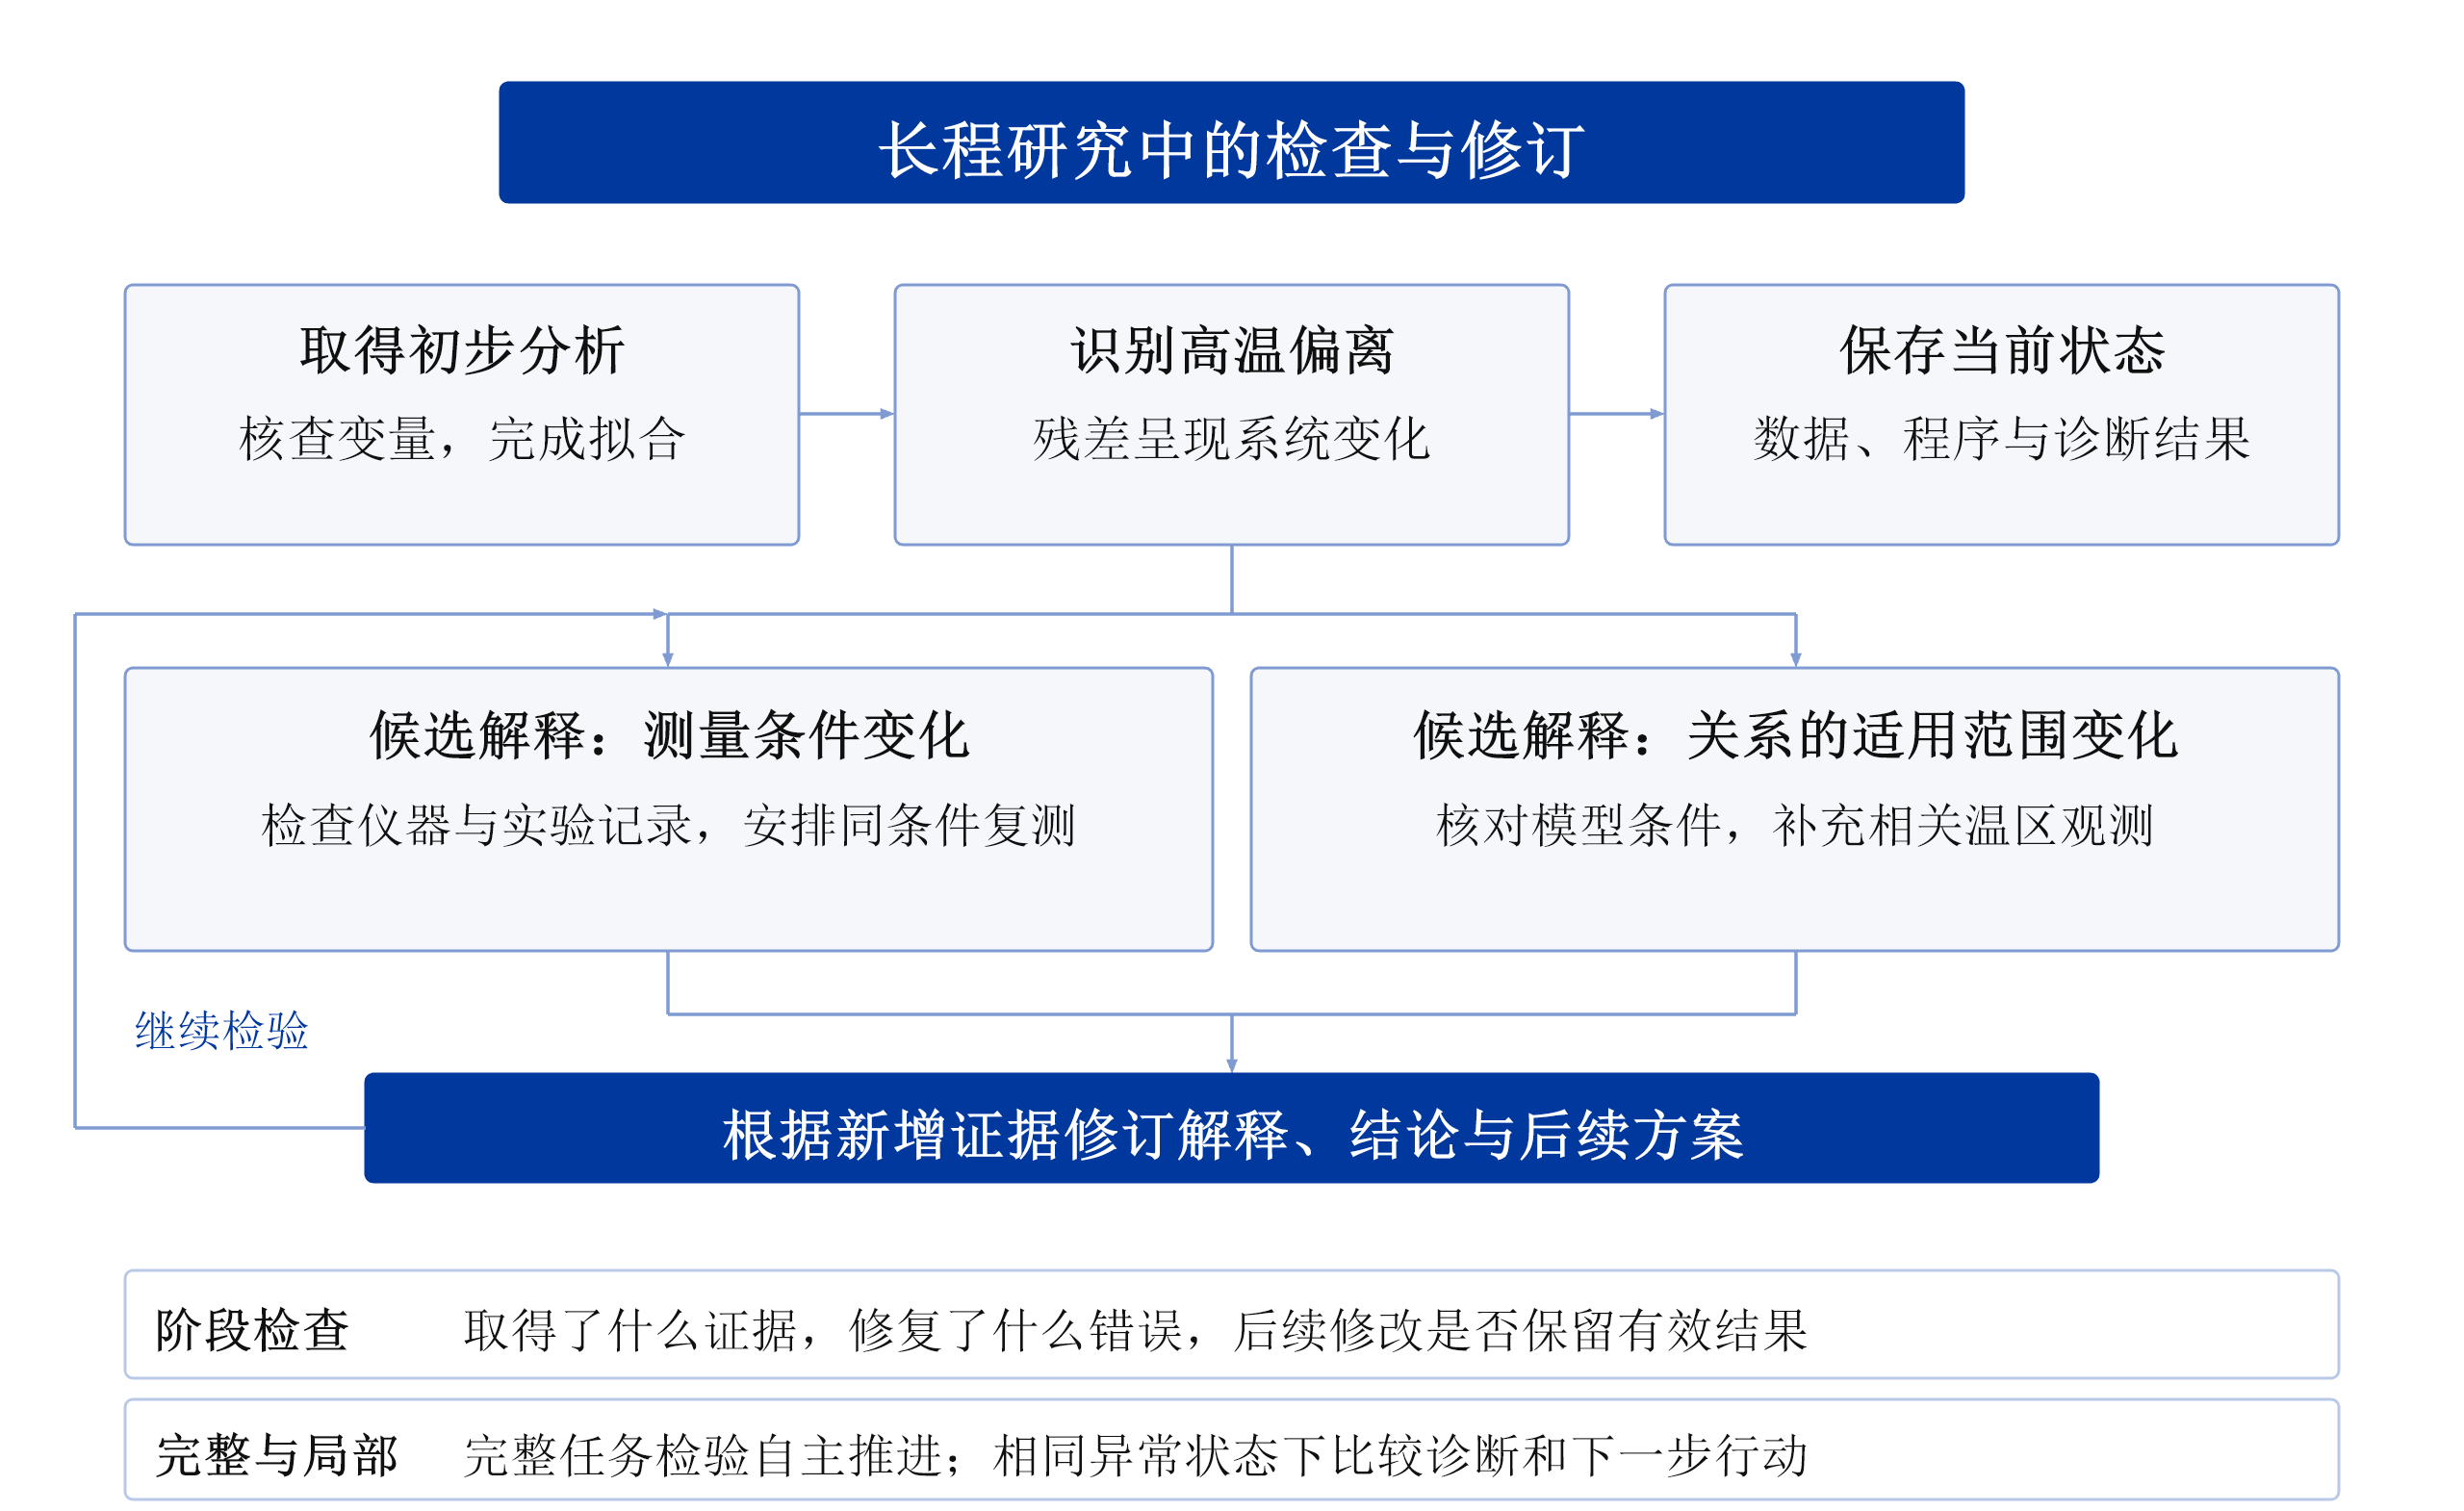 长程研究中的检查与修订
取得初步分析
核查变量，完成拟合
识别高温偏离
残差呈现系统变化
保存当前状态
数据、程序与诊断结果
候选解释：测量条件变化
检查仪器与实验记录，安排同条件复测
候选解释：关系的适用范围变化
核对模型条件，补充相关温区观测
继续检验
根据新增证据修订解释、结论与后续方案
阶段检查 取得了什么证据，修复了什么错误，后续修改是否保留有效结果
完整与局部 完整任务检验自主推进；相同异常状态下比较诊断和下一步行动